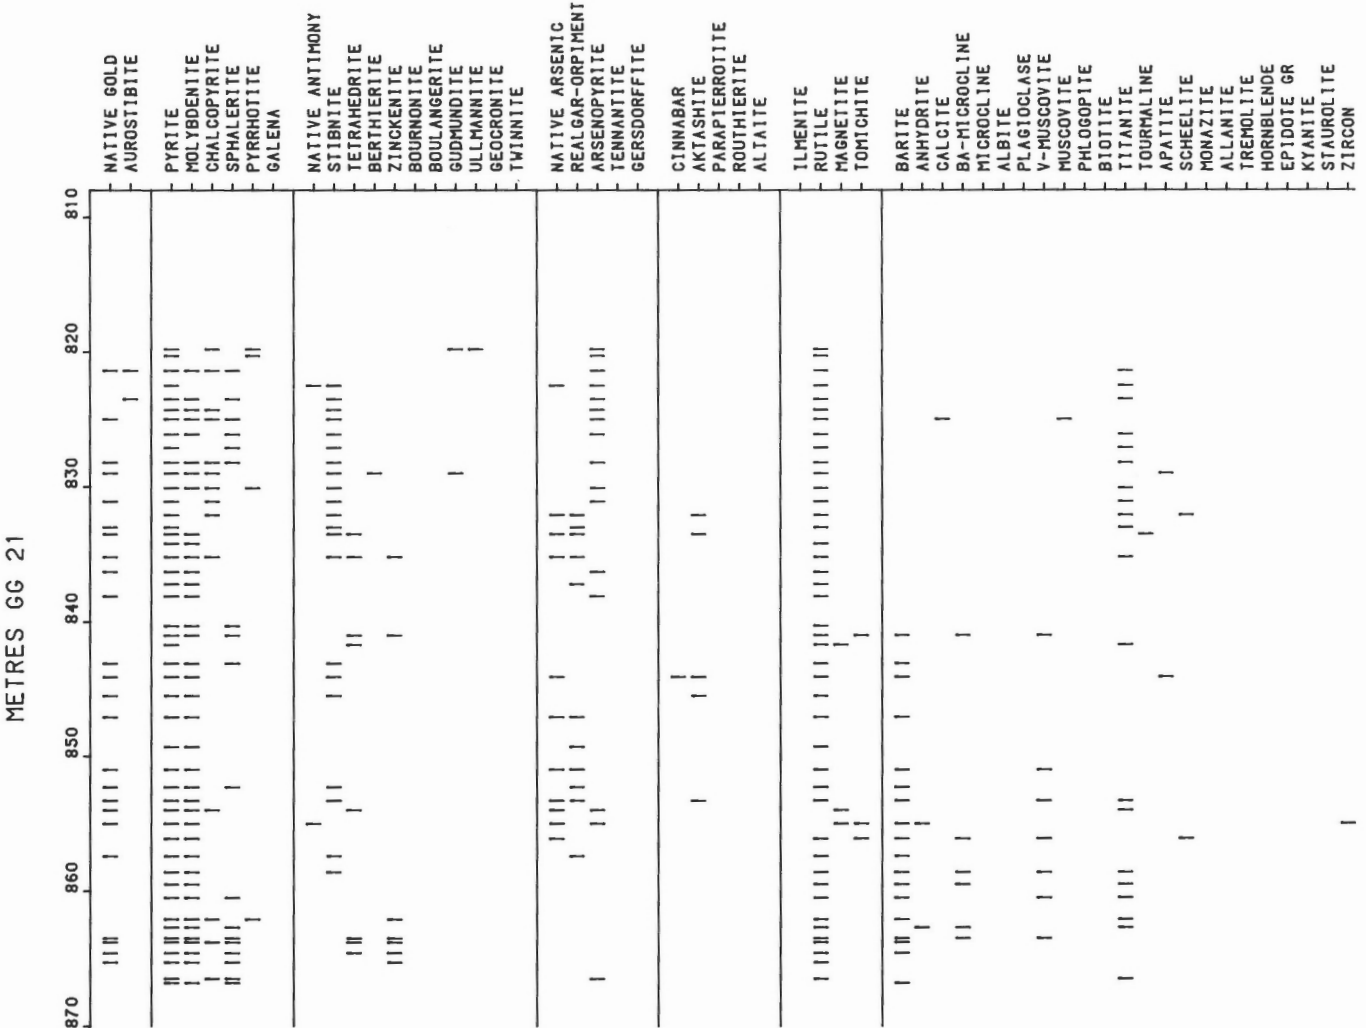 NATIVE GOLD
AUROSTIBITE
PYRITE
MOLYBDENITE
CHALCOPYRITE
SPHALERITE
PYRRHOTITE
GALENA
NATIVE ANTIMONY
STIBNITE
TETRAHEDRITE
BERTHIERITE
ZINCKENITE
BOURNONITE
BOULANGERITE
GUDMUNDITE
ULLMANNITE
GEOCRONITE
TWINNITE
NATIVE ARSENIC
REALGAR-ORPIMENT
ARSENOPYRITE
TENNANTITE
GERSDORFFITE
CINNABAR
AKTASHITE
PARAPIERROTITE
ROUTHIERITE
ALTAITE
ILMENITE
RUTILE
MAGNETITE
TOMICHITE
BARITE
ANHYDRITE
CALCITE
BA-MICROCLINE
MICROCLINE
ALBITE
PLAGIOCLASE
V-MUSCOVITE
MUSCOVITE
PHLOGOPITE
BIOTITE
TITANITE
TOURMALINE
APATITE
SCHEELITE
MONAZITE
ALLANITE
TREMOLITE
HORNBLENDE
EPIDOTE GR
KYANITE
STAUROLITE
ZIRCON
810
820
830
840
850
860
870
METRES GG 21